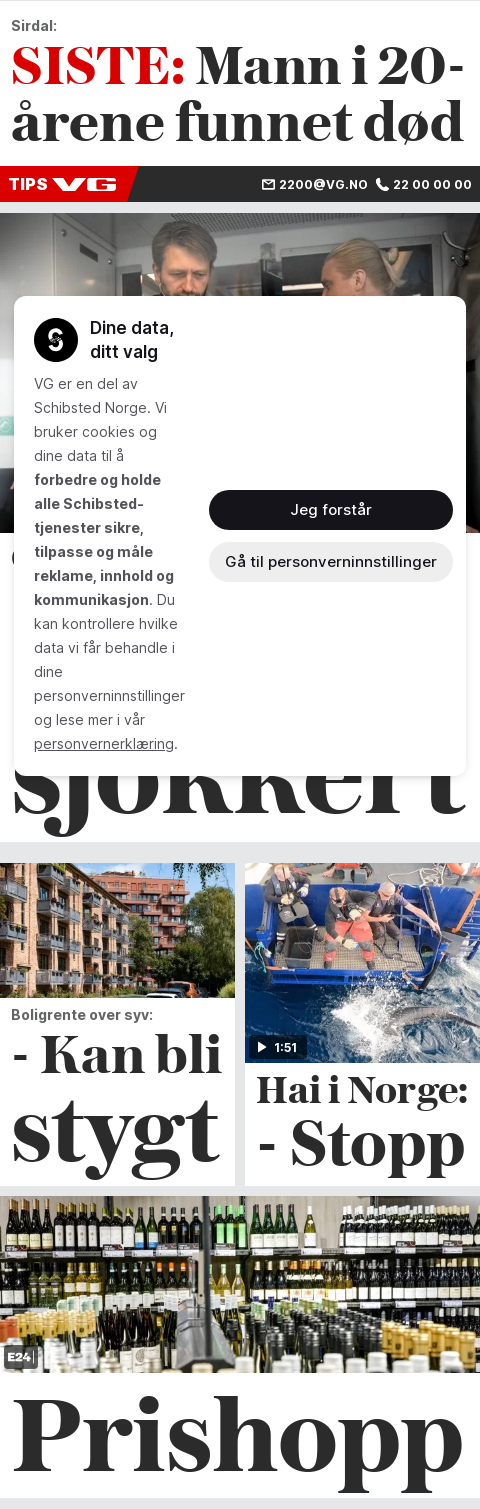 Sirdal:
SISTE: Mann i 20-
årene funnet død
TIPS VG
2200@VG.NO 22 00 00 00
Dine data,
ditt valg
VG er en del av
Schibsted Norge. Vi
bruker cookies og
dine data til å
forbedre og holde
alle Schibsted-
tjenester sikre,
tilpasse og måle
reklame, innhold og
kommunikasjon. Du
kan kontrollere hvilke
data vi får behandle i
dine
personverninnstillinger
og lese mer i vår
personvernerklæring.
Jeg forstår
Gå til personverninnstillinger
sjokkert
Boligrente over syv:
- Kan bli
stygt
1:51
Hai i Norge:
- Stopp
E24
Prishopp